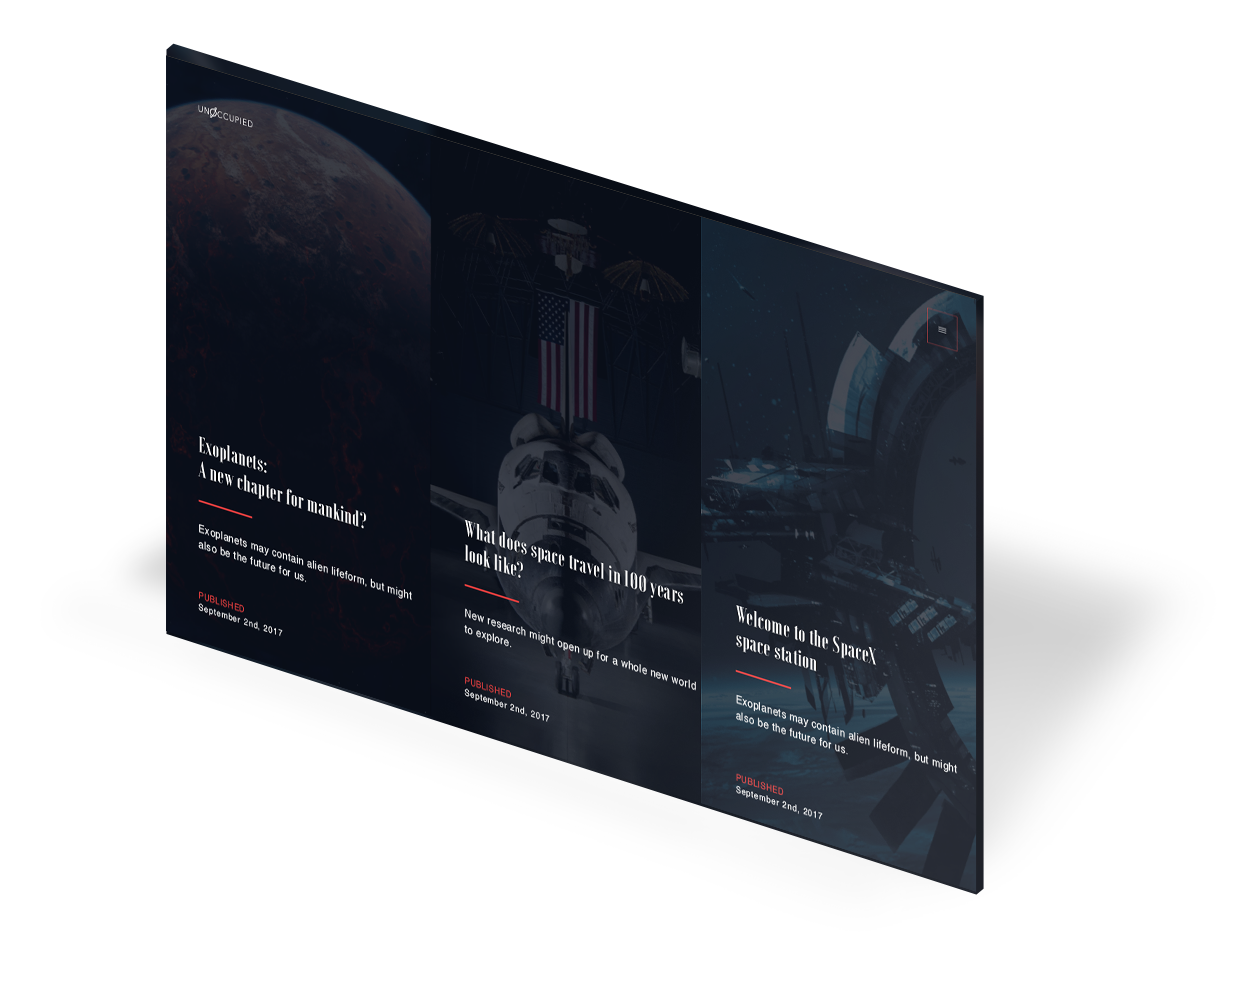 UNØCCUPIED
Exoplanets:
A new chapter for mankind?
Exoplanets may contain alien lifeform, but might
also be the future for us.
PUBLISHED
September 2nd, 2017
What does space travel in 100 years
look like?
New research might open up for a whole new world
to explore.
PUBLISHED
September 2nd, 2017
Welcome to the SpaceX
space station
Exoplanets may contain alien lifeform, but might
also be the future for us.
PUBLISHED
September 2nd, 2017